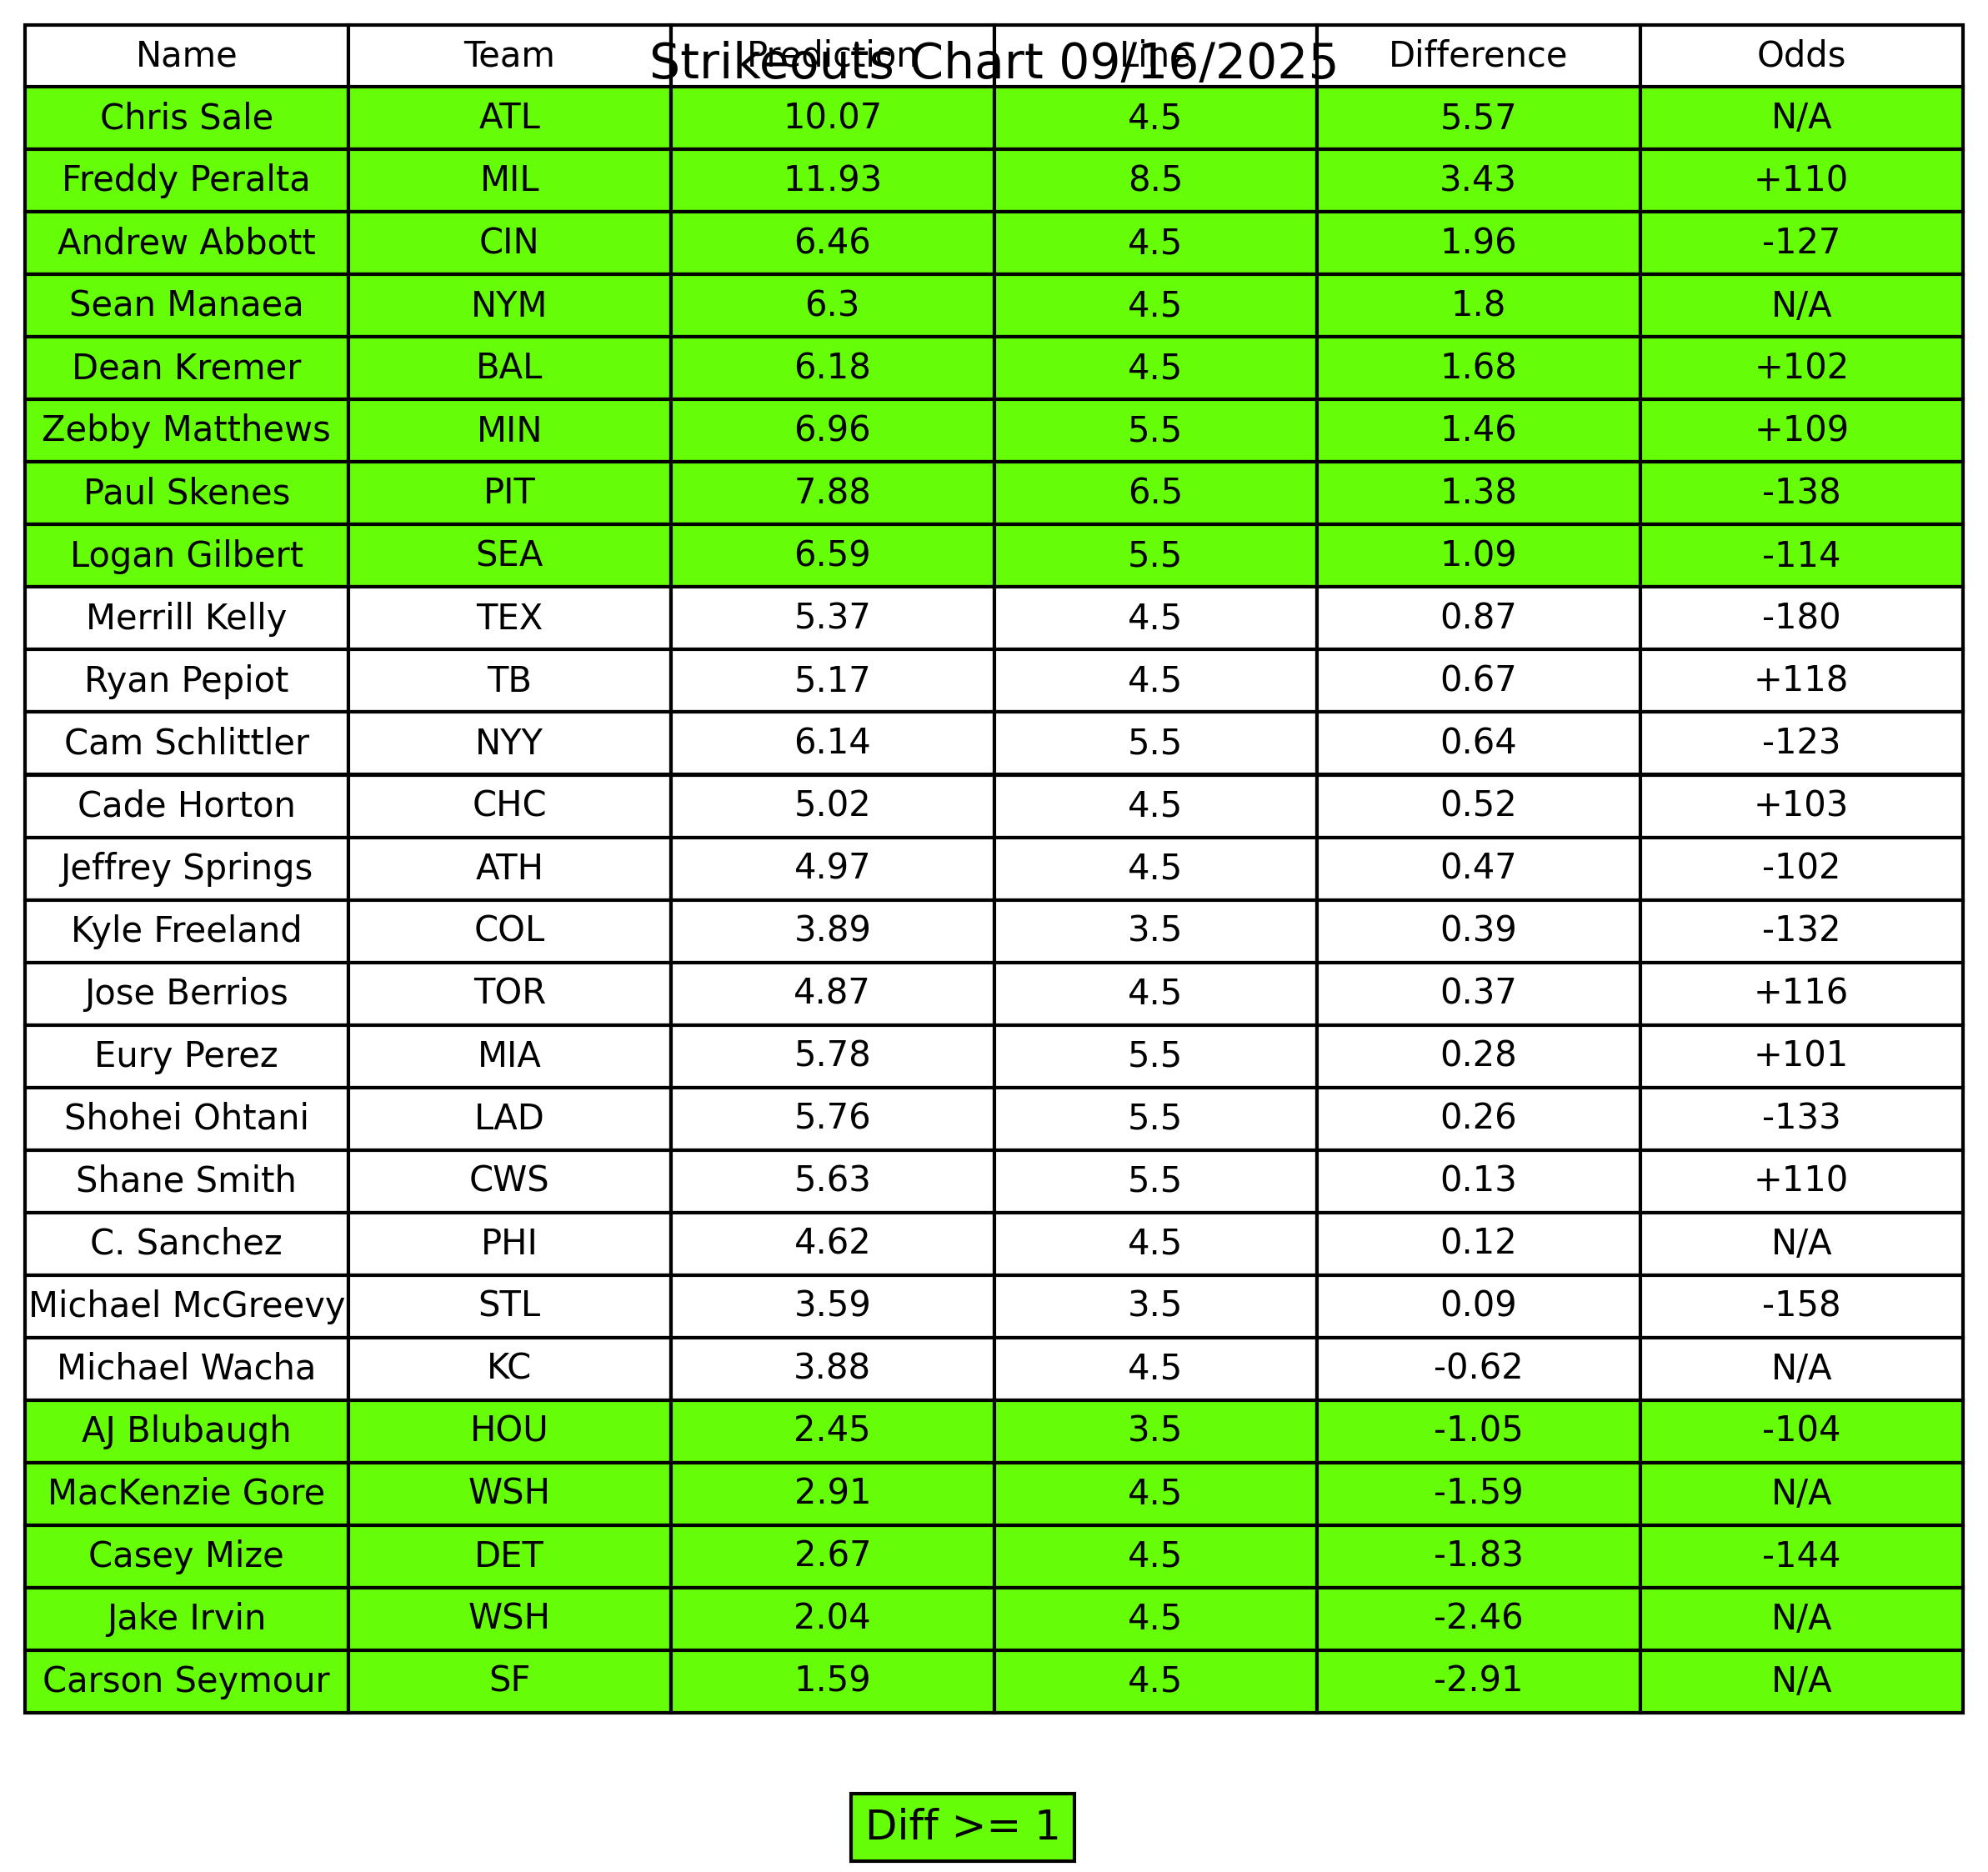 Strikeouts Chart 09/16/2025
Name Team Prediction Line Difference Odds
Chris Sale ATL 10.07 4.5 5.57 N/A
Freddy Peralta MIL 11.93 8.5 3.43 +110
Andrew Abbott CIN 6.46 4.5 1.96 -127
Sean Manaea NYM 6.3 4.5 1.8 N/A
Dean Kremer BAL 6.18 4.5 1.68 +102
Zebby Matthews MIN 6.96 5.5 1.46 +109
Paul Skenes PIT 7.88 6.5 1.38 -138
Logan Gilbert SEA 6.59 5.5 1.09 -114
Merrill Kelly TEX 5.37 4.5 0.87 -180
Ryan Pepiot TB 5.17 4.5 0.67 +118
Cam Schlittler NYY 6.14 5.5 0.64 -123
Cade Horton CHC 5.02 4.5 0.52 +103
Jeffrey Springs ATH 4.97 4.5 0.47 -102
Kyle Freeland COL 3.89 3.5 0.39 -132
Jose Berrios TOR 4.87 4.5 0.37 +116
Eury Perez MIA 5.78 5.5 0.28 +101
Shohei Ohtani LAD 5.76 5.5 0.26 -133
Shane Smith CWS 5.63 5.5 0.13 +110
C. Sanchez PHI 4.62 4.5 0.12 N/A
Michael McGreevy STL 3.59 3.5 0.09 -158
Michael Wacha KC 3.88 4.5 -0.62 N/A
AJ Blubaugh HOU 2.45 3.5 -1.05 -104
MacKenzie Gore WSH 2.91 4.5 -1.59 N/A
Casey Mize DET 2.67 4.5 -1.83 -144
Jake Irvin WSH 2.04 4.5 -2.46 N/A
Carson Seymour SF 1.59 4.5 -2.91 N/A
Diff >= 1